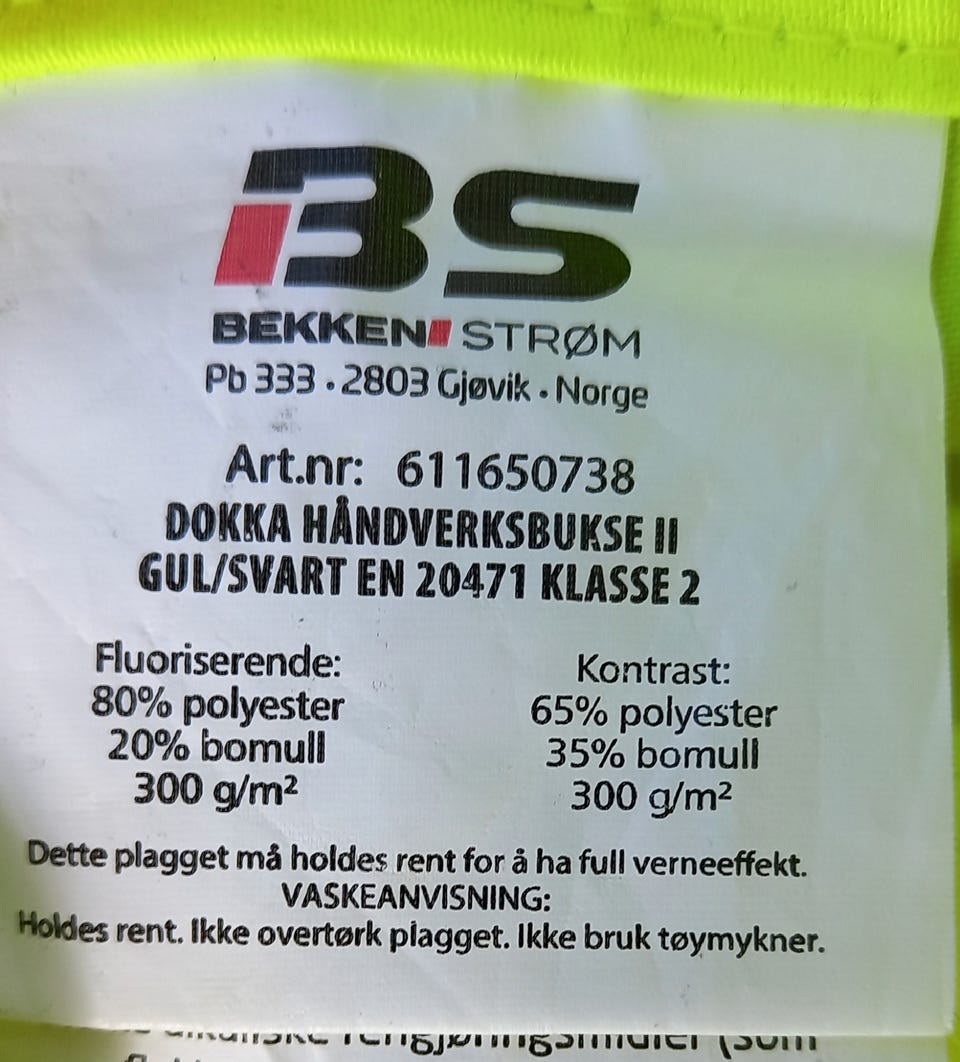 BS
BEKKEN STRØM
Pb 333 • 2803 Gjøvik • Norge
Art.nr: 611650738
DOKKA HÅNDVERKSBUKSE II
GUL/SVART EN 20471 KLASSE 2
Fluoriserende:
80% polyester
20% bomull
300 g/m²
Kontrast:
65% polyester
35% bomull
300 g/m²
Dette plagget må holdes rent for å ha full verneeffekt.
VASKEANVISNING:
Holdes rent. Ikke overtørk plagget. Ikke bruk tøymykner.
rengjøringsmidler (som